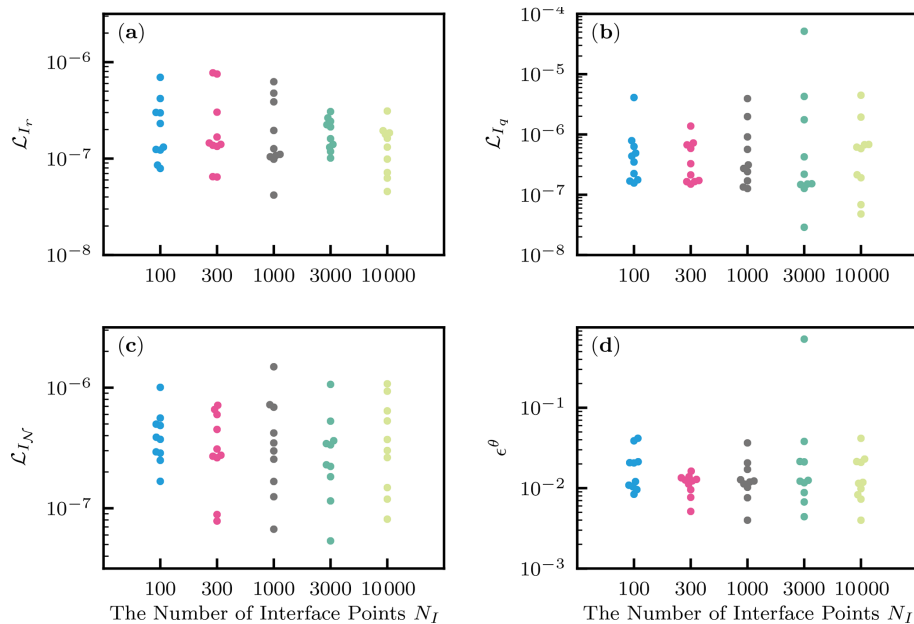 (a)
10⁻⁶
10⁻⁷
10⁻⁸
ℒ_{I_r}
100 300 1000 3000 10 000
(b)
10⁻⁴
10⁻⁵
10⁻⁶
10⁻⁷
10⁻⁸
ℒ_{I_q}
100 300 1000 3000 10 000
(c)
10⁻⁶
10⁻⁷
ℒ_{I_𝒩}
100 300 1000 3000 10 000
The Number of Interface Points N_I
(d)
10⁻¹
10⁻²
10⁻³
ϵ^θ
100 300 1000 3000 10 000
The Number of Interface Points N_I